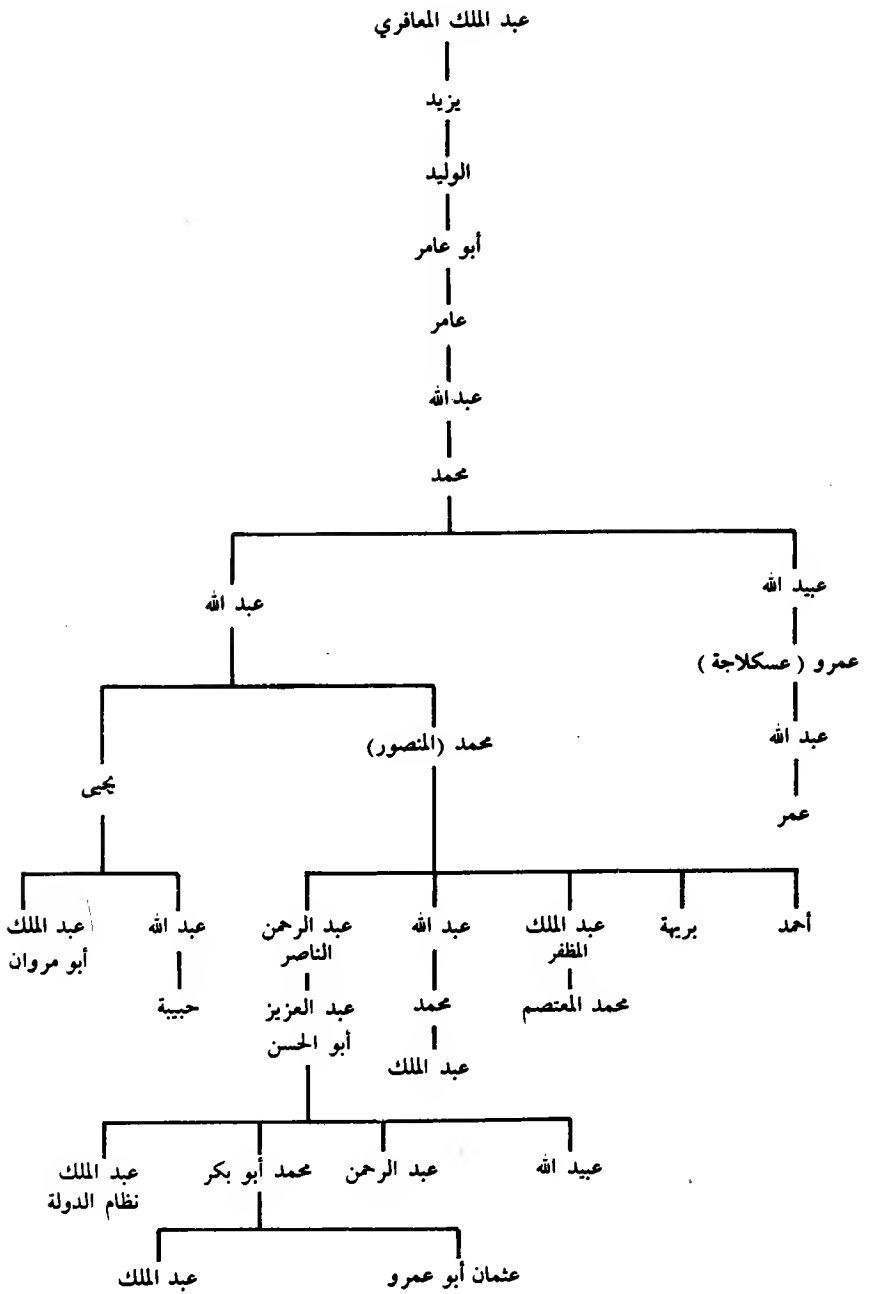 عبد الملك المعافري
يزيد
الوليد
أبو عامر
عامر
عبدالله
محمد
عبيد الله
عبد الله
عمرو (عسكلاجة)
عبد الله
محمد (المنصور)
يحيى
عمر
أحمد
بريهة
عبد الملك
المظفر
عبد الله
عبد الرحمن
الناصر
عبد الله
عبد الملك
أبو مروان
محمد المعتصم
محمد
عبد العزيز
أبو الحسن
حبيبة
عبد الملك
عبيد الله
عبد الرحمن
محمد أبو بكر
عبد الملك
نظام الدولة
عثمان أبو عمرو
عبد الملك